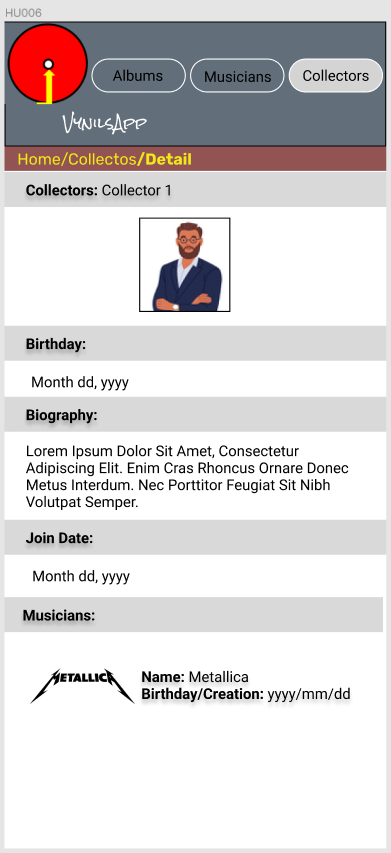 HU006
Albums
Musicians
Collectors
VynilsApp
Home/Collectos/Detail
Collectors: Collector 1
Birthday:
Month dd, yyyy
Biography:
Lorem Ipsum Dolor Sit Amet, Consectetur
Adipiscing Elit. Enim Cras Rhoncus Ornare Donec
Metus Interdum. Nec Porttitor Feugiat Sit Nibh
Volutpat Semper.
Join Date:
Month dd, yyyy
Musicians:
METALLICA
Name: Metallica
Birthday/Creation: yyyy/mm/dd